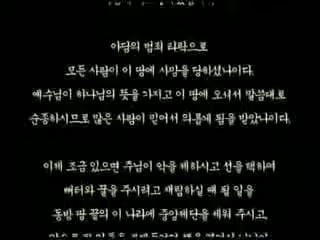 아담의 범죄 타락으로
모든 사람이 이 땅에 사망을 당하셨나이다.
예수님이 하나님의 뜻을 가지고 이 땅에 오셔서 말씀대로
순종하시므로 많은 사람이 믿어서 의롭게 됨을 받았나이다.
이제 조금 있으면 주님이 악을 폐하시고 선을 택하여
뻐터와 꿀을 주시려고 재림하실 때 될 일을
동방 땅 끝의 이 나라에 중앙제단을 세워 주시고,